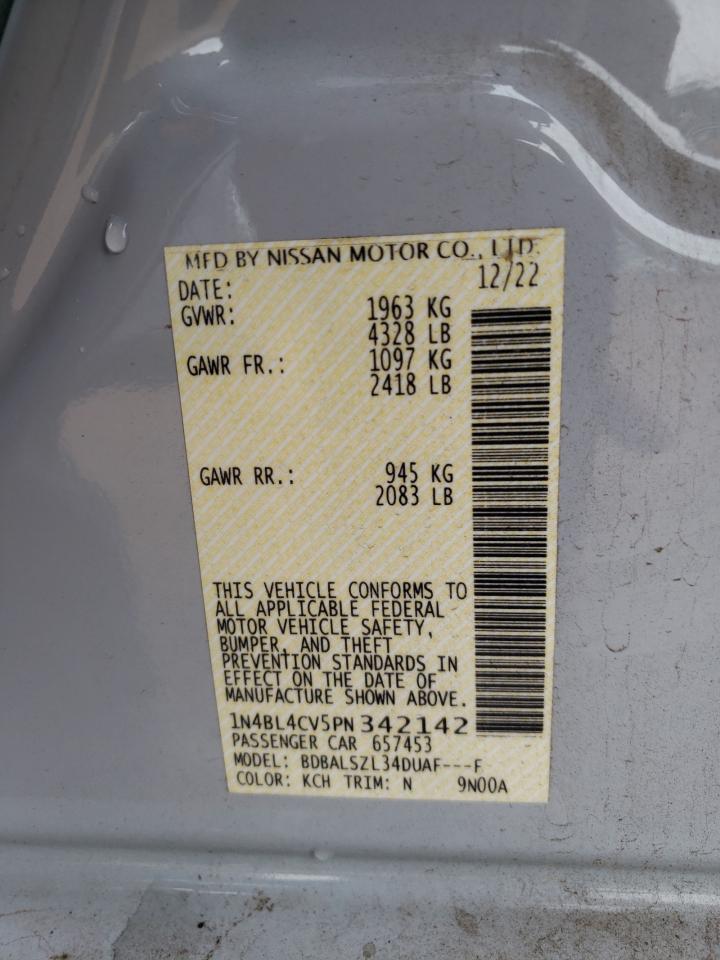 MFD BY NISSAN MOTOR CO., LTD.
DATE: 12/22
GVWR: 1963 KG
4328 LB
GAWR FR.: 1097 KG
2418 LB
GAWR RR.: 945 KG
2083 LB
THIS VEHICLE CONFORMS TO
ALL APPLICABLE FEDERAL
MOTOR VEHICLE SAFETY,
BUMPER, AND THEFT
PREVENTION STANDARDS IN
EFFECT ON THE DATE OF
MANUFACTURE SHOWN ABOVE.
1N4BL4CV5PN 342142
PASSENGER CAR 657453
MODEL: BDBALSZL34DUAF---F
COLOR: KCH TRIM: N 9N00A